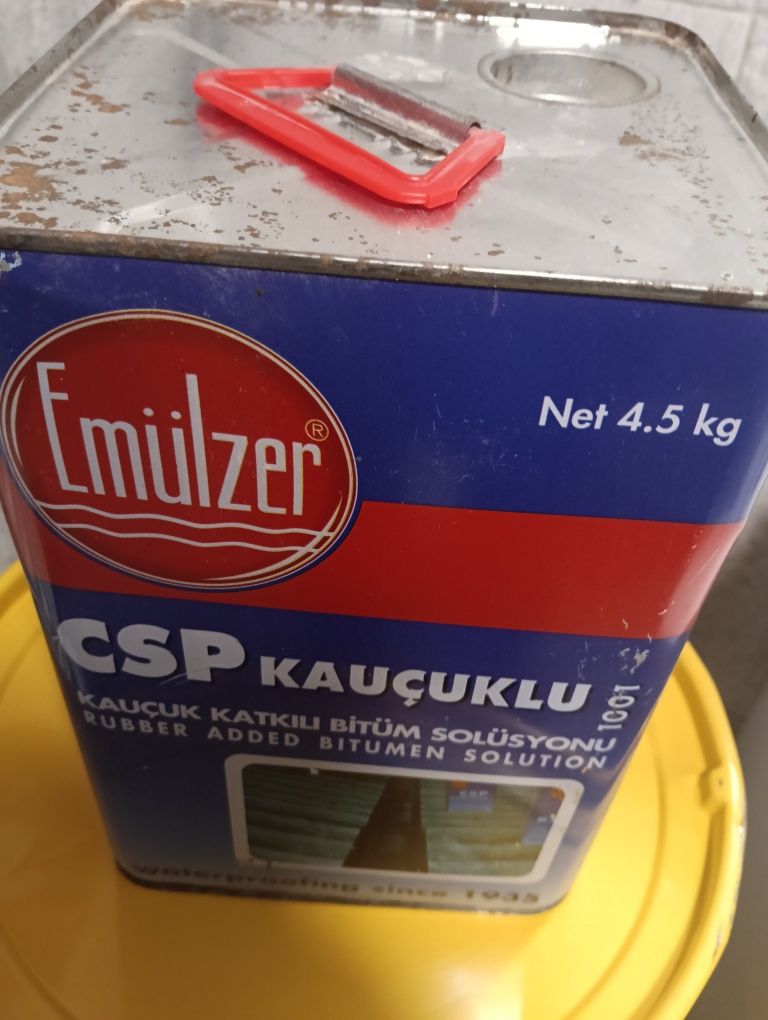 Emülzer®
Net 4.5 kg
CSP KAUÇUKLU
KAUÇUK KATKILI BİTÜM SOLÜSYONU
RUBBER ADDED BITUMEN SOLUTION
1001
CSP
waterproofing since 1935